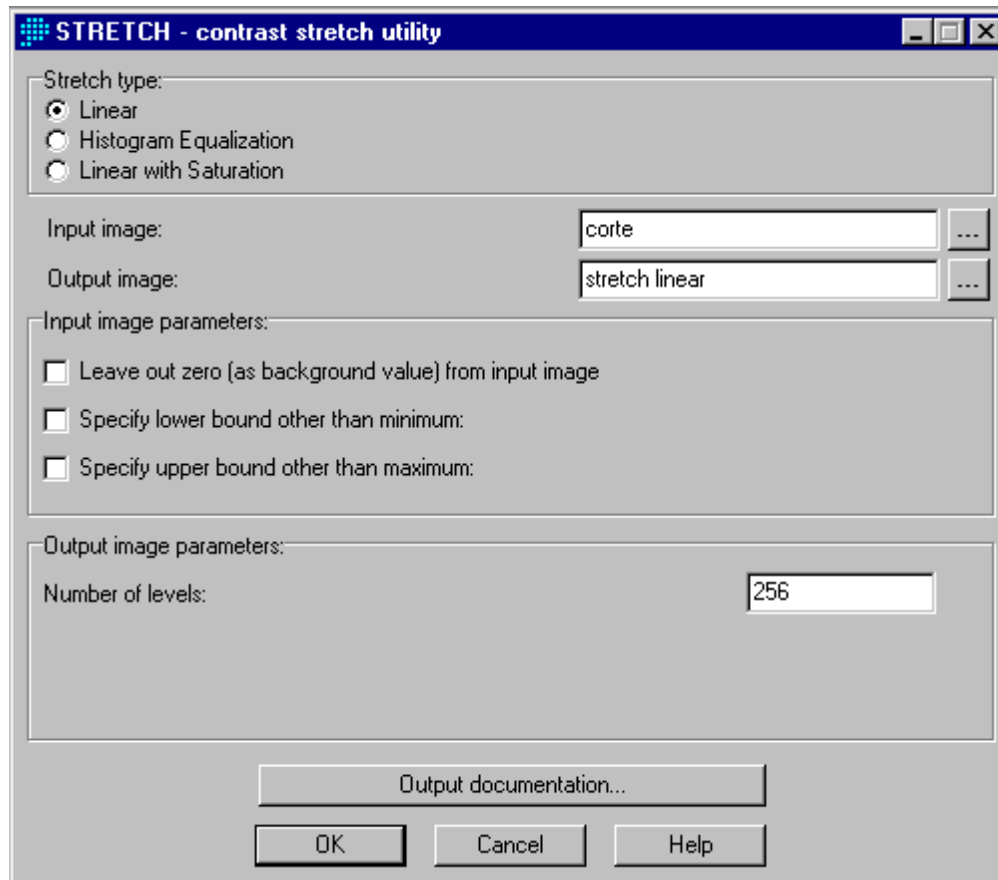 STRETCH - contrast stretch utility
Stretch type:
Linear
Histogram Equalization
Linear with Saturation
Input image: corte ...
Output image: stretch linear ...
Input image parameters:
Leave out zero (as background value) from input image
Specify lower bound other than minimum:
Specify upper bound other than maximum:
Output image parameters:
Number of levels: 256
Output documentation...
OK Cancel Help